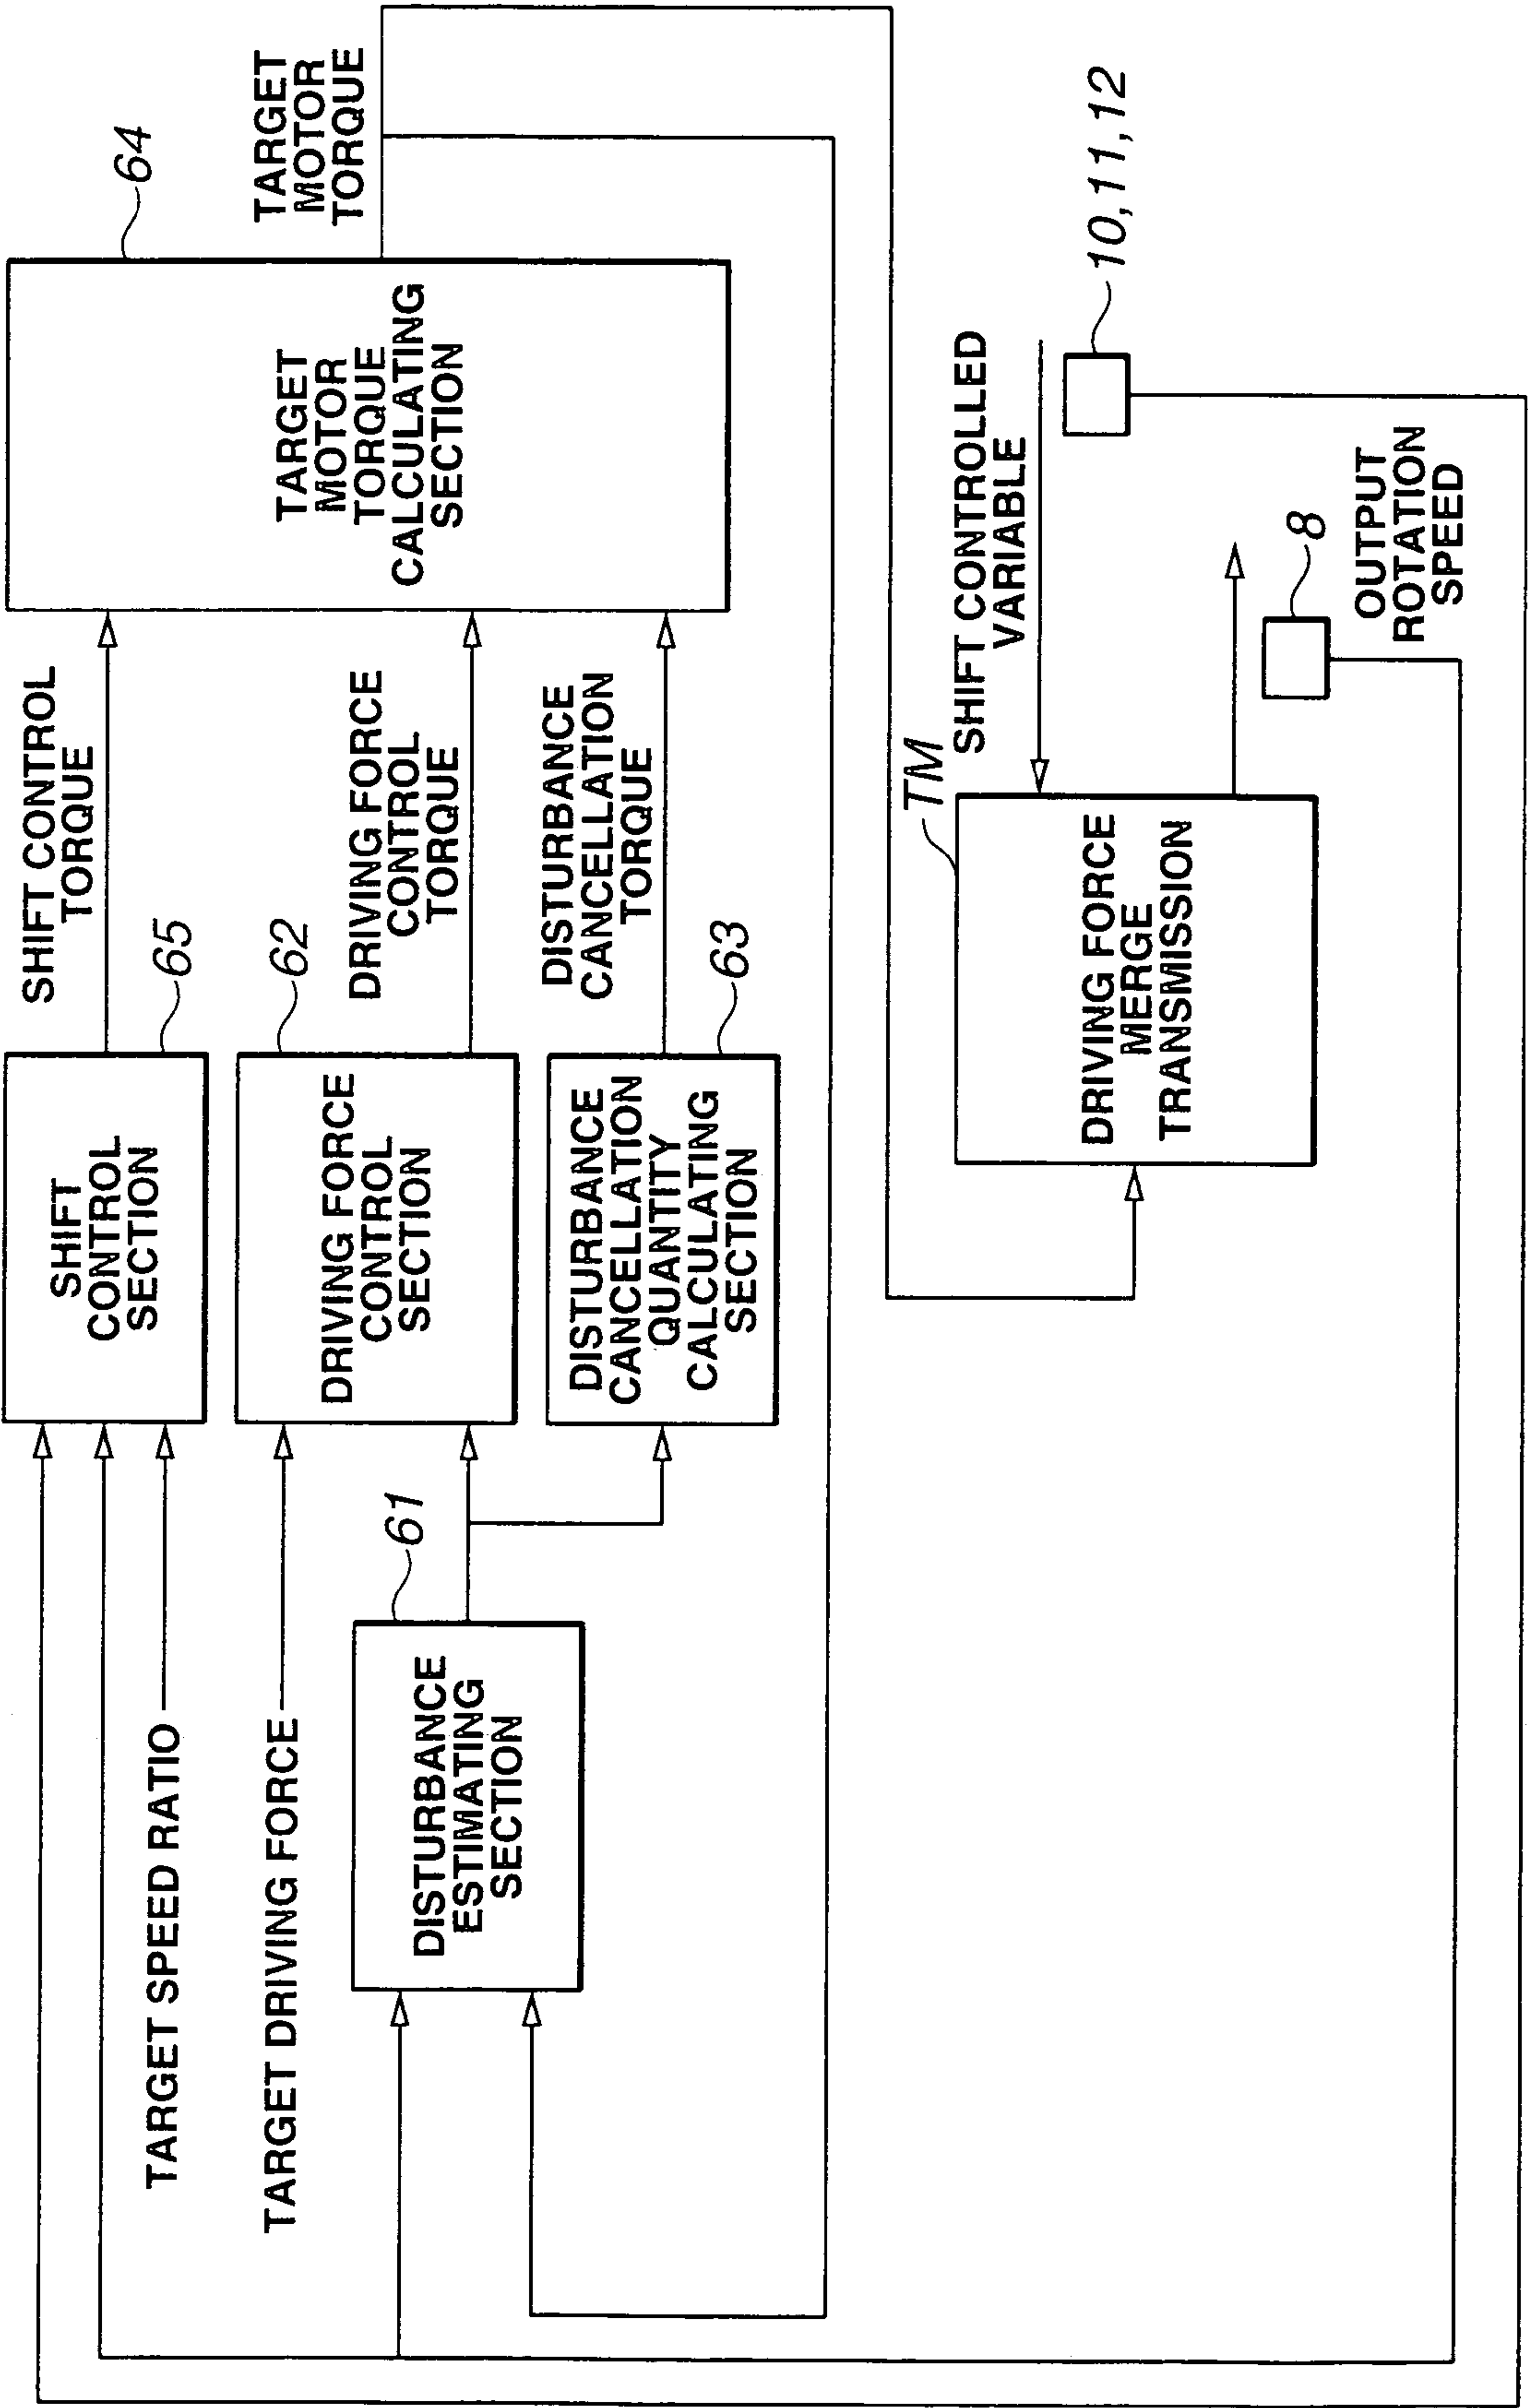 TARGET SPEED RATIO
TARGET DRIVING FORCE
61
DISTURBANCE
ESTIMATING
SECTION
SHIFT
CONTROL
SECTION
65
DRIVING FORCE
CONTROL
SECTION
62
DISTURBANCE
CANCELLATION
QUANTITY
CALCULATING
SECTION
63
SHIFT CONTROL
TORQUE
DRIVING FORCE
CONTROL
TORQUE
DISTURBANCE
CANCELLATION
TORQUE
TARGET
MOTOR
TORQUE
CALCULATING
SECTION
64
TARGET
MOTOR
TORQUE
DRIVING FORCE
MERGE
TRANSMISSION
TM
SHIFT CONTROLLED
VARIABLE
10,11,12
8
OUTPUT
ROTATION
SPEED